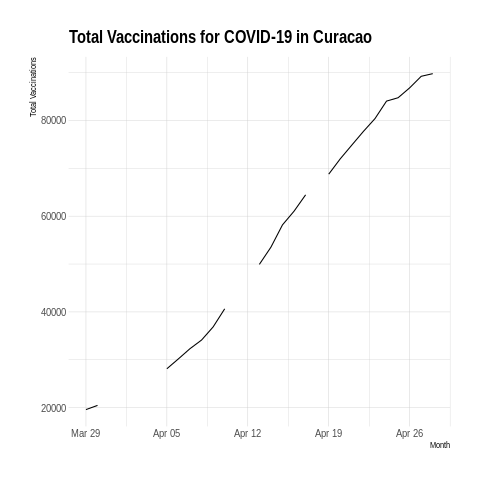 Total Vaccinations for COVID-19 in Curacao
Total Vaccinations
80000
60000
40000
20000
Mar 29
Apr 05
Apr 12
Apr 19
Apr 26
Month